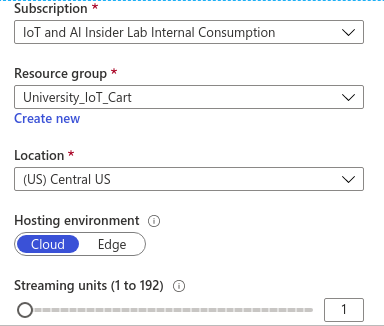 Subscription *
IoT and AI Insider Lab Internal Consumption
Resource group *
University_IoT_Cart
Create new
Location *
(US) Central US
Hosting environment
Cloud Edge
Streaming units (1 to 192)
1